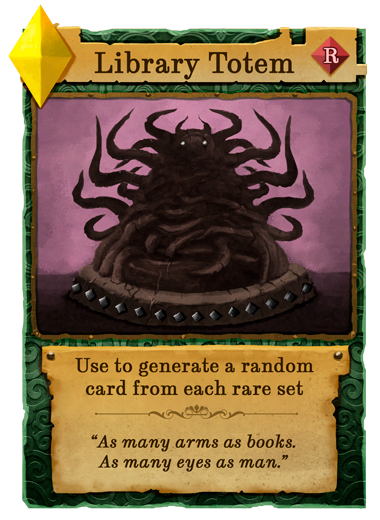 Library Totem
R
Use to generate a random
card from each rare set
“As many arms as books.
As many eyes as man.”